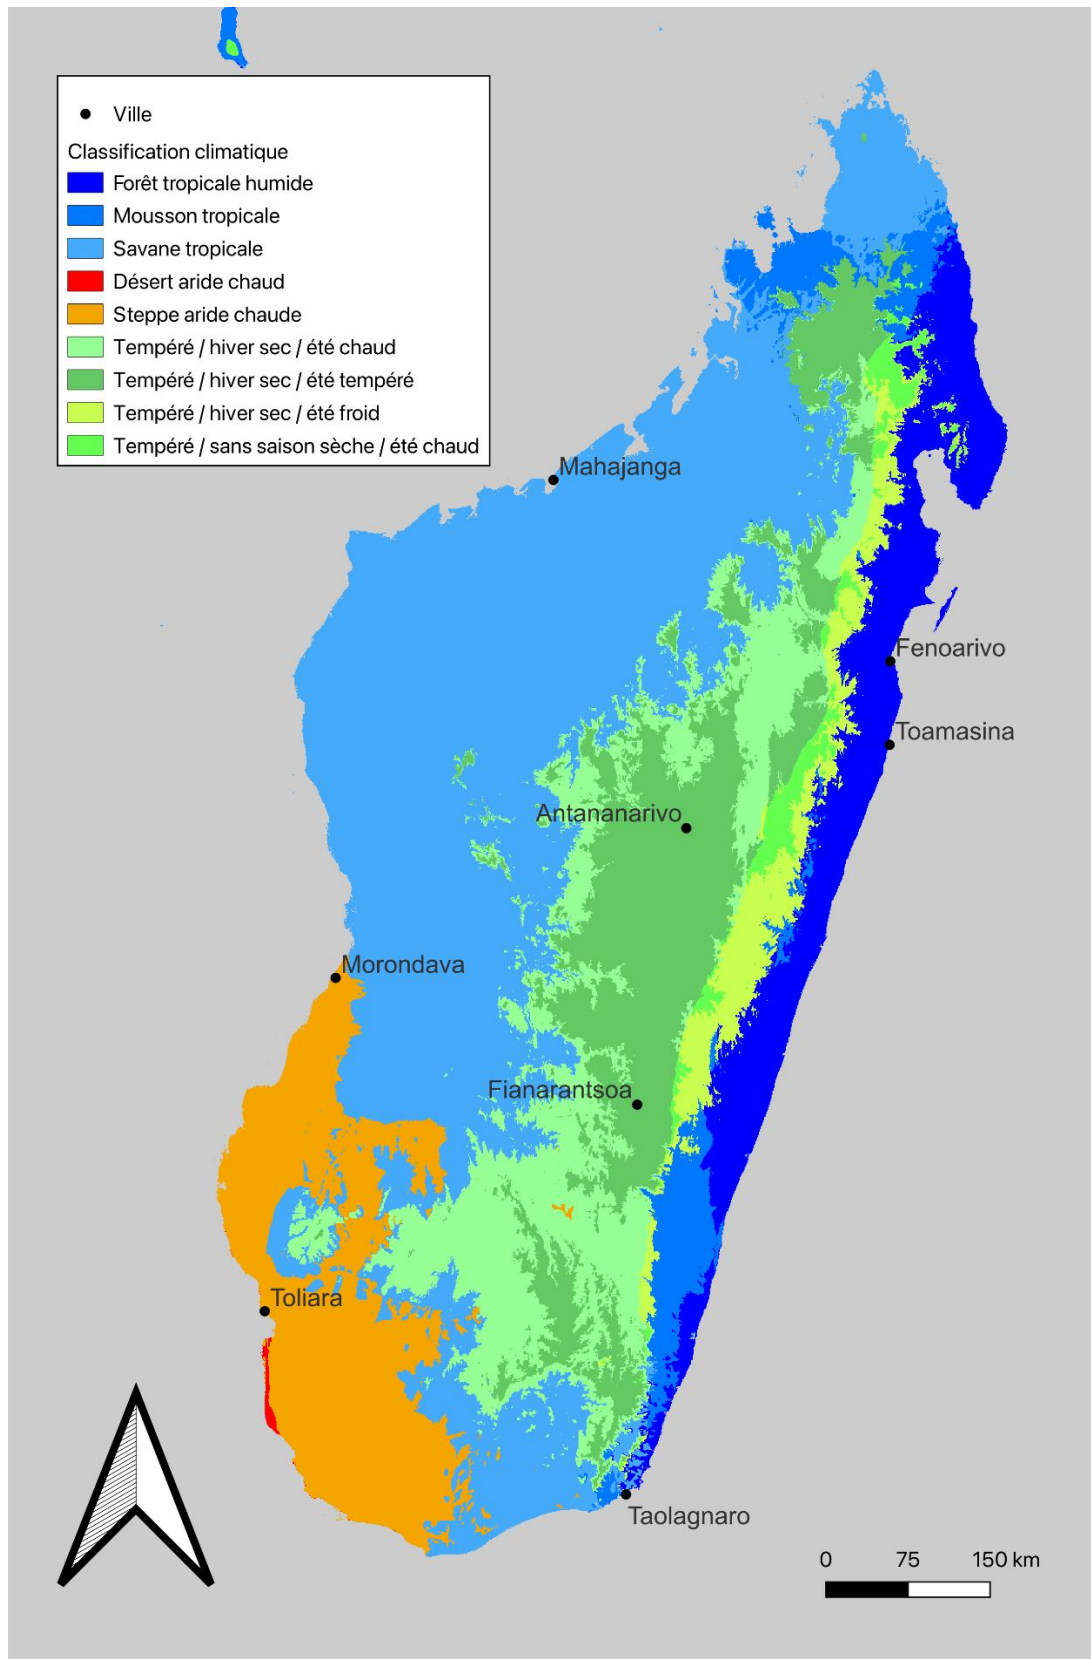 Ville
Classification climatique
Forêt tropicale humide
Mousson tropicale
Savane tropicale
Désert aride chaud
Steppe aride chaude
Tempéré / hiver sec / été chaud
Tempéré / hiver sec / été tempéré
Tempéré / hiver sec / été froid
Tempéré / sans saison sèche / été chaud
Mahajanga
Fenoarivo
Toamasina
Antananarivo
Morondava
Fianarantsoa
Toliara
Taolagnaro
0 75 150 km